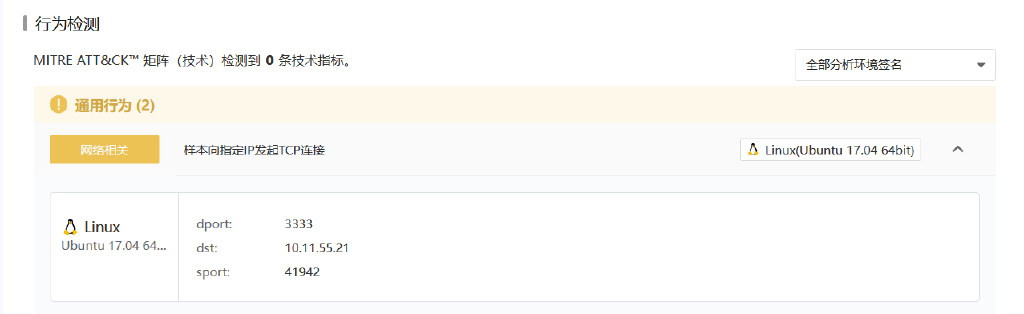 行为检测
MITRE ATT&CK™ 矩阵（技术）检测到 0 条技术指标。
全部分析环境签名
通用行为 (2)
网络相关
样本向指定IP发起TCP连接
Linux(Ubuntu 17.04 64bit)
Linux
Ubuntu 17.04 64...
dport: 3333
dst: 10.11.55.21
sport: 41942